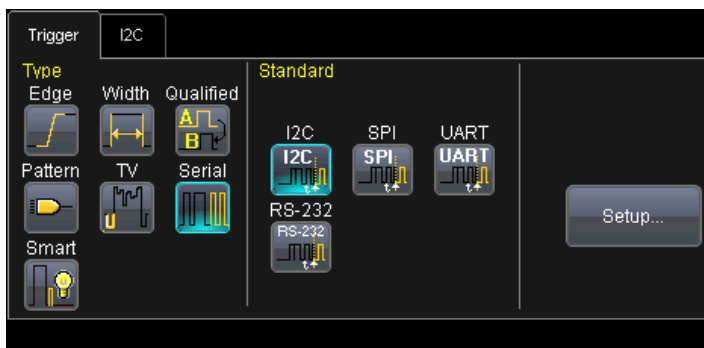 Trigger I2C
Type
Edge Width Qualified
A
B
Pattern TV Serial
Smart
Standard
I2C SPI UART
I2C SPI UART
RS-232
RS-232
Setup...